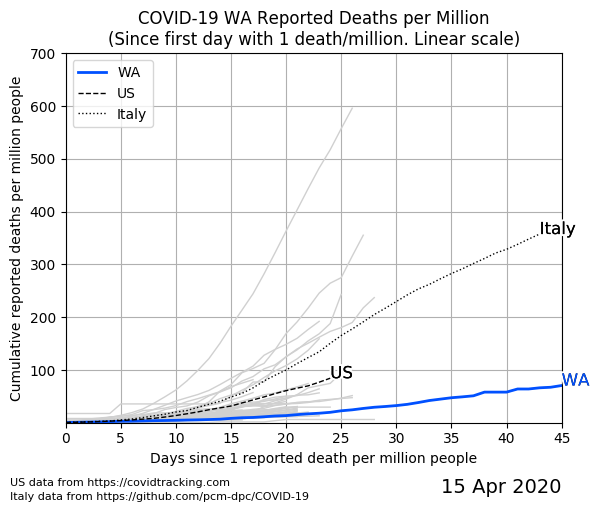 COVID-19 WA Reported Deaths per Million
(Since first day with 1 death/million. Linear scale)
700
600
500
400
300
200
100
WA
US
Italy
Cumulative reported deaths per million people
Italy
US
WA
0
5
10
15
20
25
30
35
40
45
Days since 1 reported death per million people
US data from https://covidtracking.com
Italy data from https://github.com/pcm-dpc/COVID-19
15 Apr 2020